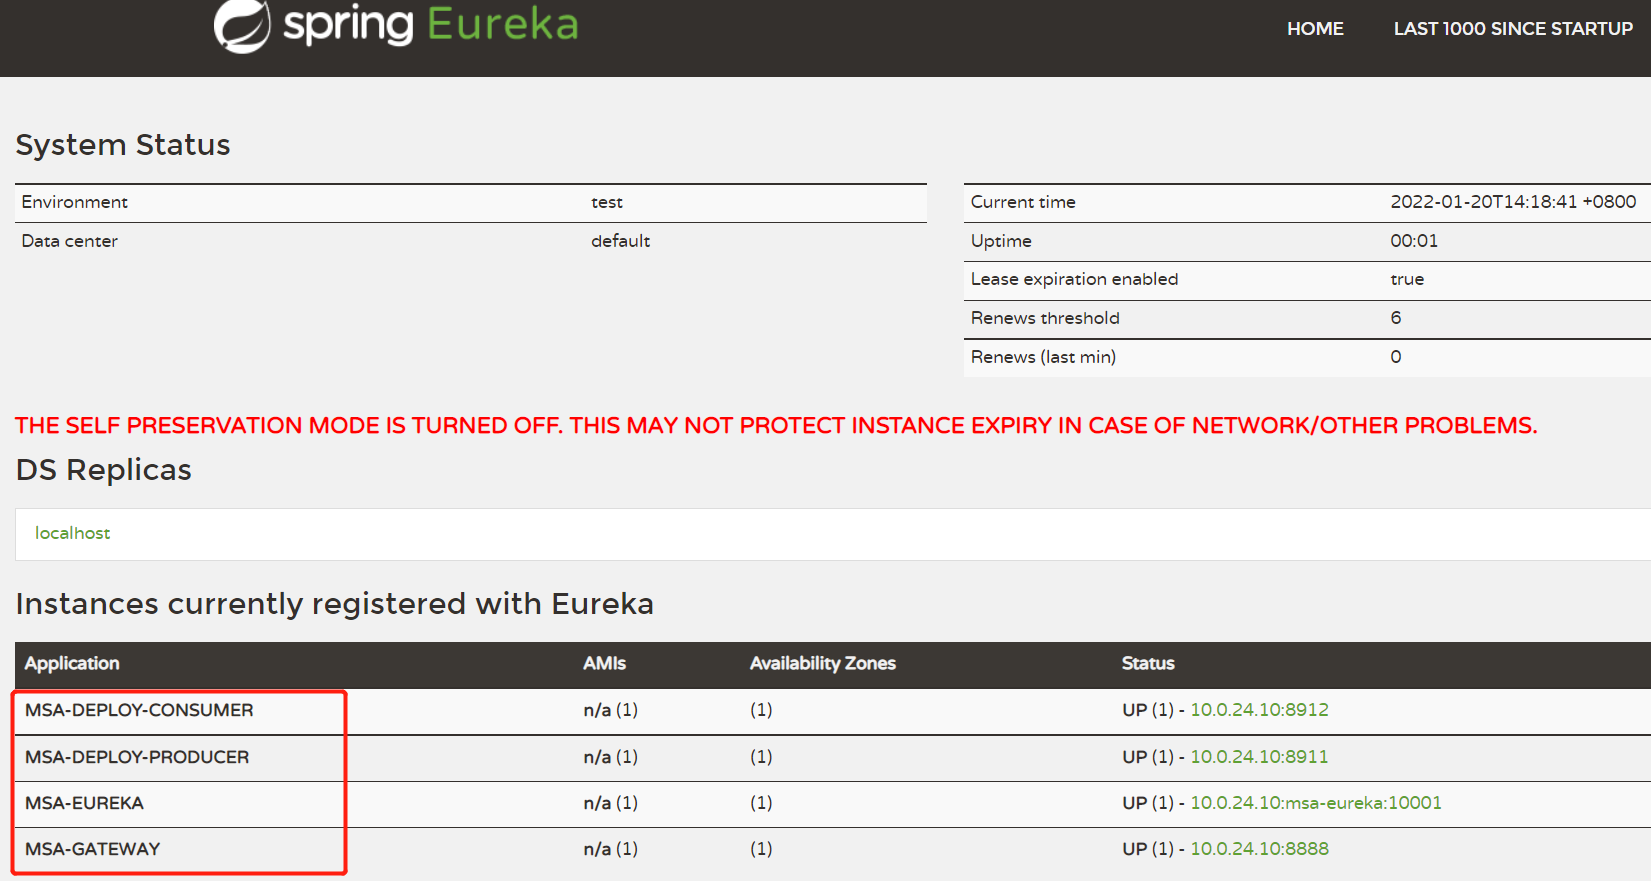 spring Eureka
HOME LAST 1000 SINCE STARTUP
System Status
Environment test
Data center default
Current time 2022-01-20T14:18:41 +0800
Uptime 00:01
Lease expiration enabled true
Renews threshold 6
Renews (last min) 0
THE SELF PRESERVATION MODE IS TURNED OFF. THIS MAY NOT PROTECT INSTANCE EXPIRY IN CASE OF NETWORK/OTHER PROBLEMS.
DS Replicas
localhost
Instances currently registered with Eureka
Application AMIs Availability Zones Status
MSA-DEPLOY-CONSUMER n/a (1) (1) UP (1) - 10.0.24.10:8912
MSA-DEPLOY-PRODUCER n/a (1) (1) UP (1) - 10.0.24.10:8911
MSA-EUREKA n/a (1) (1) UP (1) - 10.0.24.10:msa-eureka:10001
MSA-GATEWAY n/a (1) (1) UP (1) - 10.0.24.10:8888